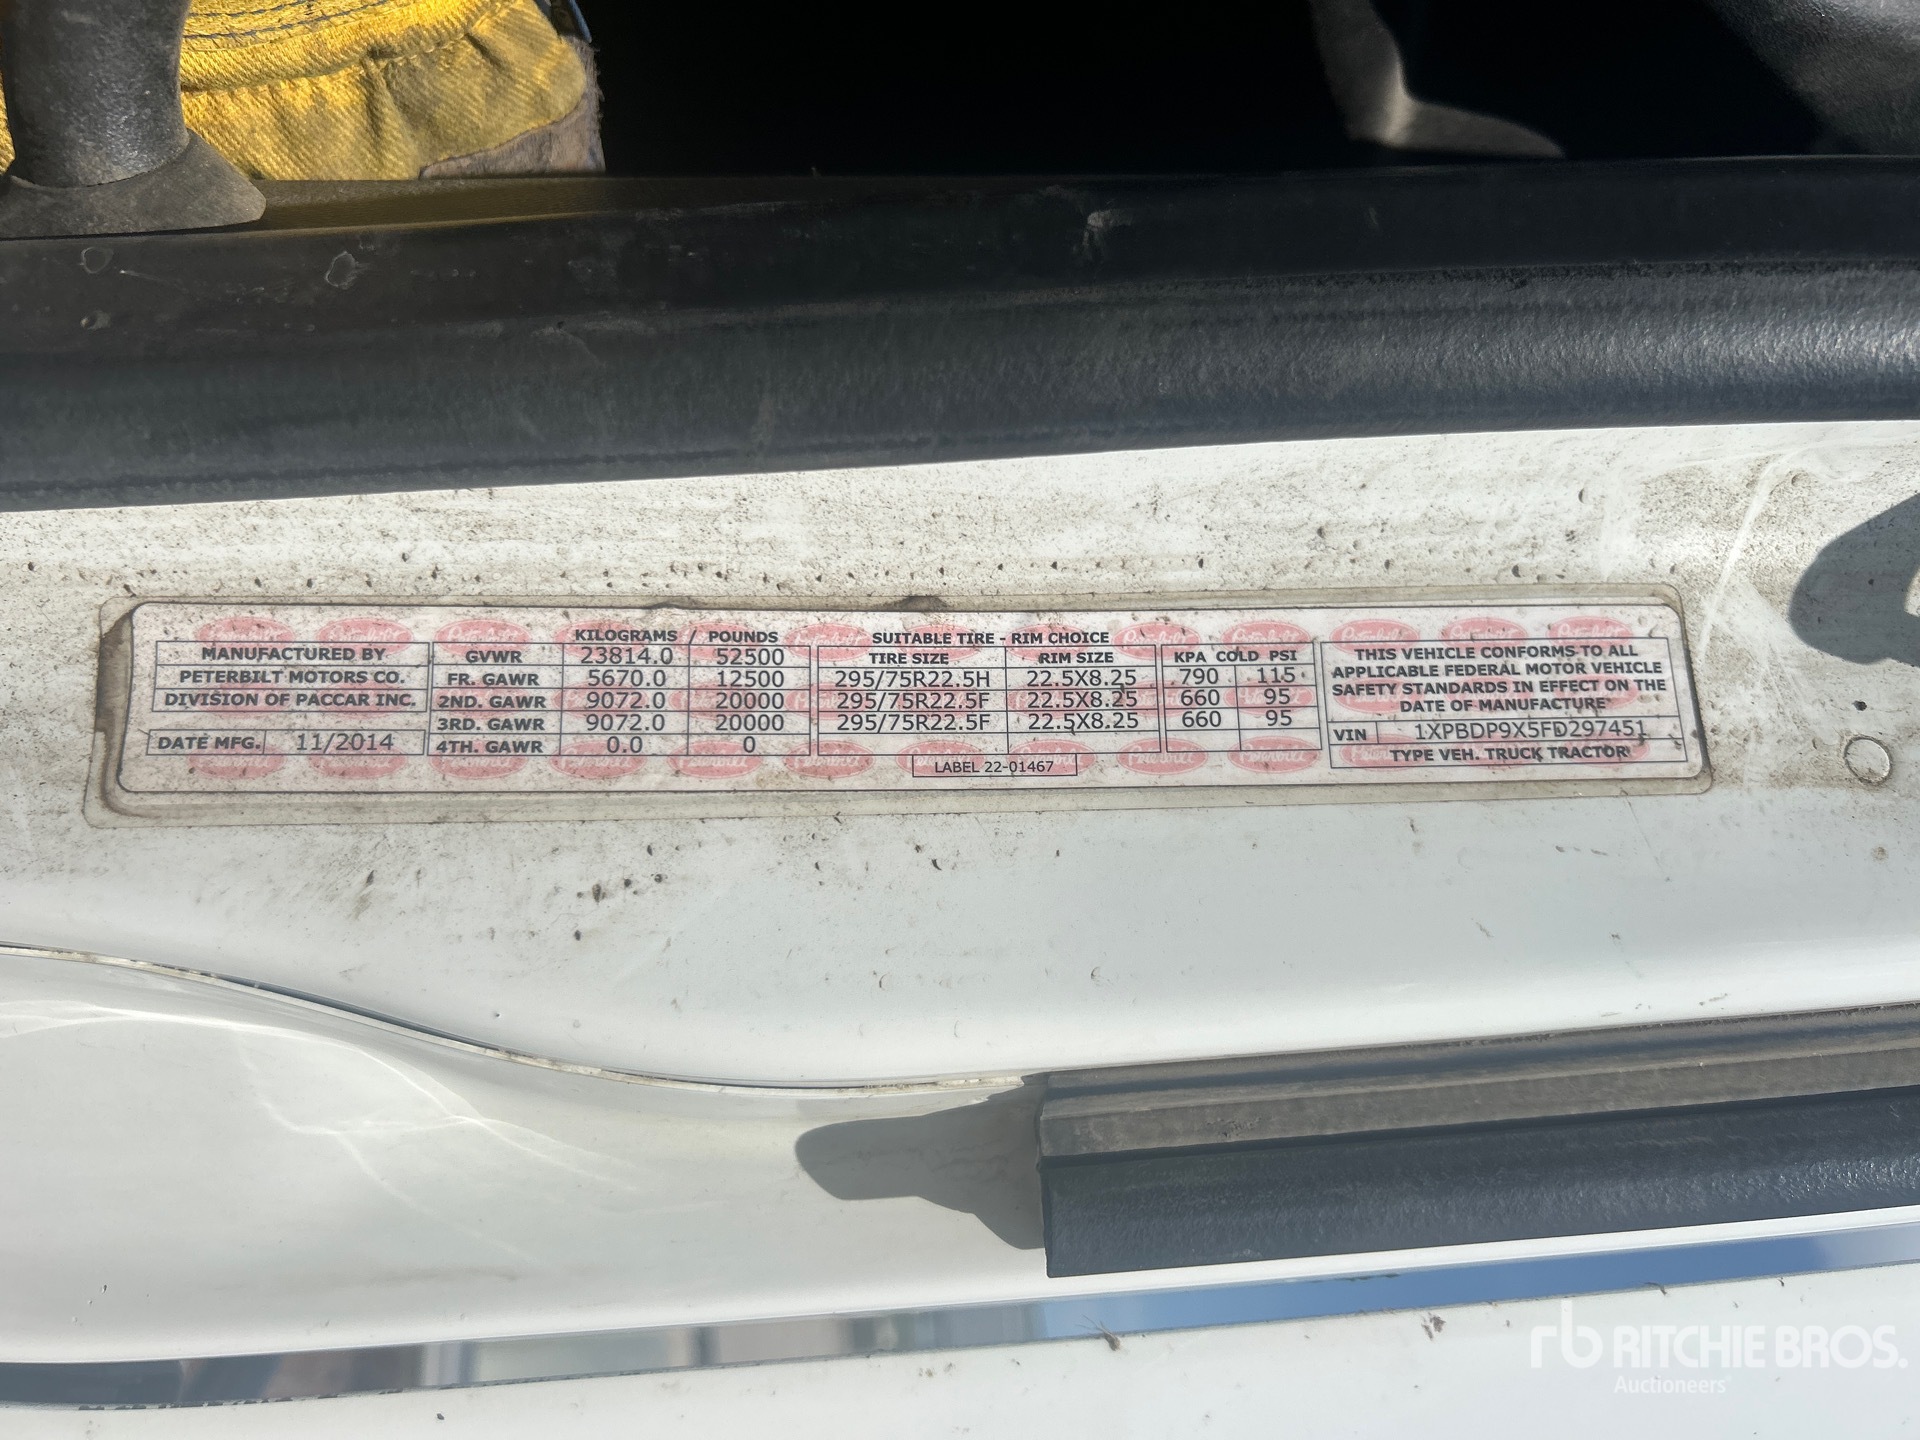 KILOGRAMS / POUNDS
SUITABLE TIRE - RIM CHOICE
MANUFACTURED BY
PETERBILT MOTORS CO.
DIVISION OF PACCAR INC.
DATE MFG. 11/2014
GVWR 23814.0 52500
FR. GAWR 5670.0 12500
2ND. GAWR 9072.0 20000
3RD. GAWR 9072.0 20000
4TH. GAWR 0.0 0
TIRE SIZE RIM SIZE
295/75R22.5H 22.5X8.25
295/75R22.5F 22.5X8.25
295/75R22.5F 22.5X8.25
KPA COLD PSI
790 115
660 95
660 95
LABEL 22-01467
THIS VEHICLE CONFORMS TO ALL
APPLICABLE FEDERAL MOTOR VEHICLE
SAFETY STANDARDS IN EFFECT ON THE
DATE OF MANUFACTURE
VIN 1XPBDP9X5FD297451
TYPE VEH. TRUCK TRACTOR
rb RITCHIE BROS.
Auctioneers